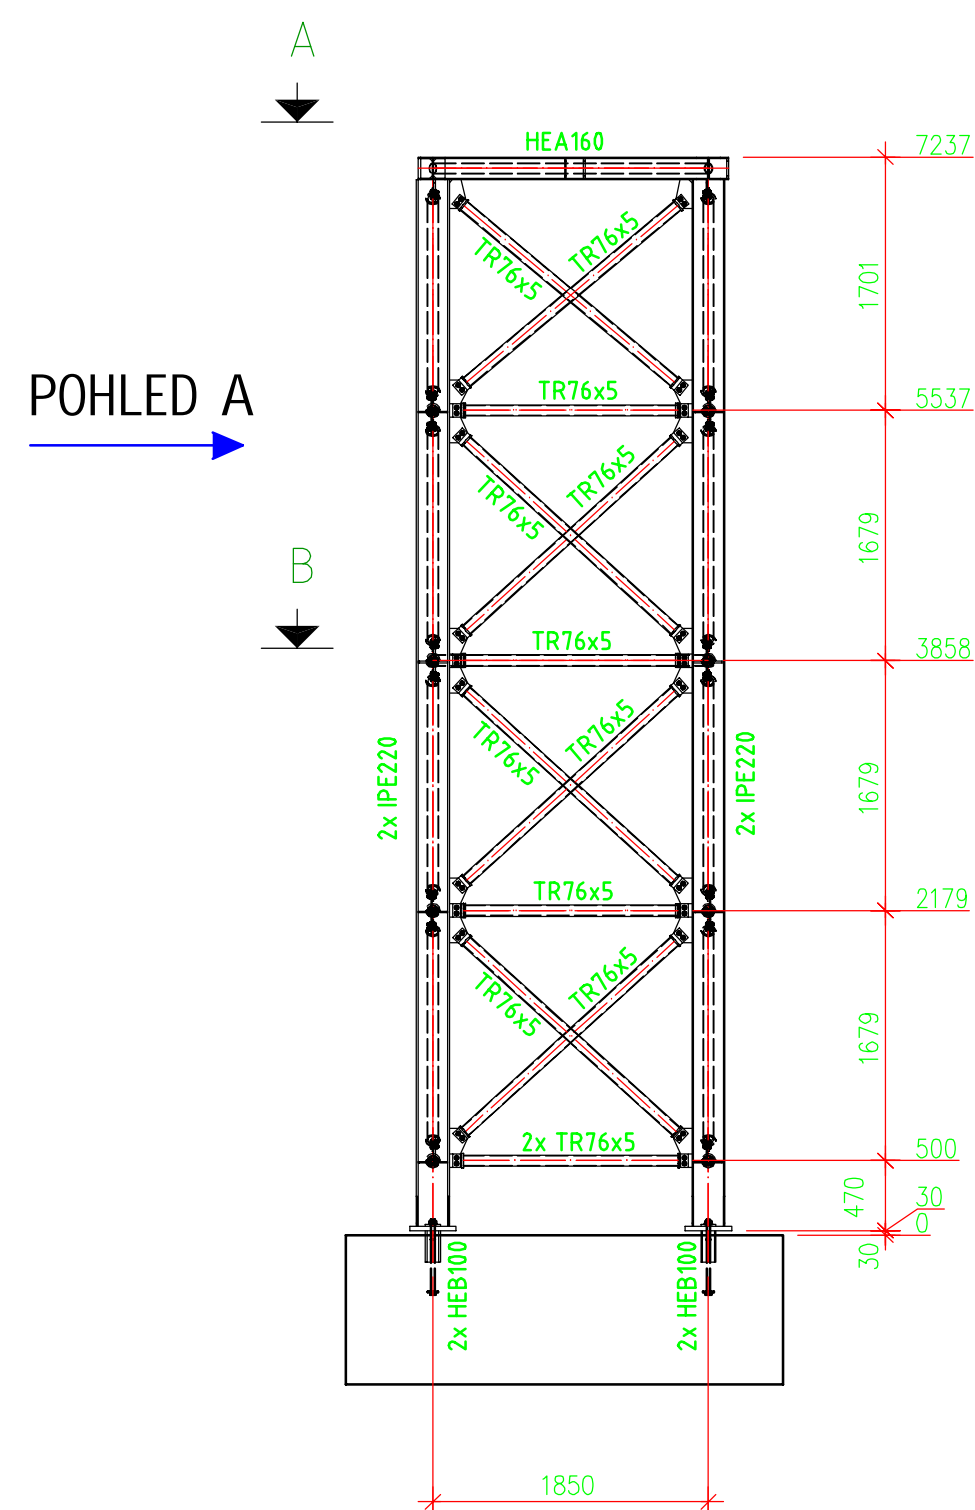 A
HEA160
7237
TR76x5
TR76x5
1701
POHLED A
TR76x5
5537
TR76x5
TR76x5
1679
B
TR76x5
3858
TR76x5
TR76x5
2x IPE220
2x IPE220
1679
TR76x5
2179
TR76x5
TR76x5
1679
2x TR76x5
500
470
30
0
30
2x HEB100
2x HEB100
1850